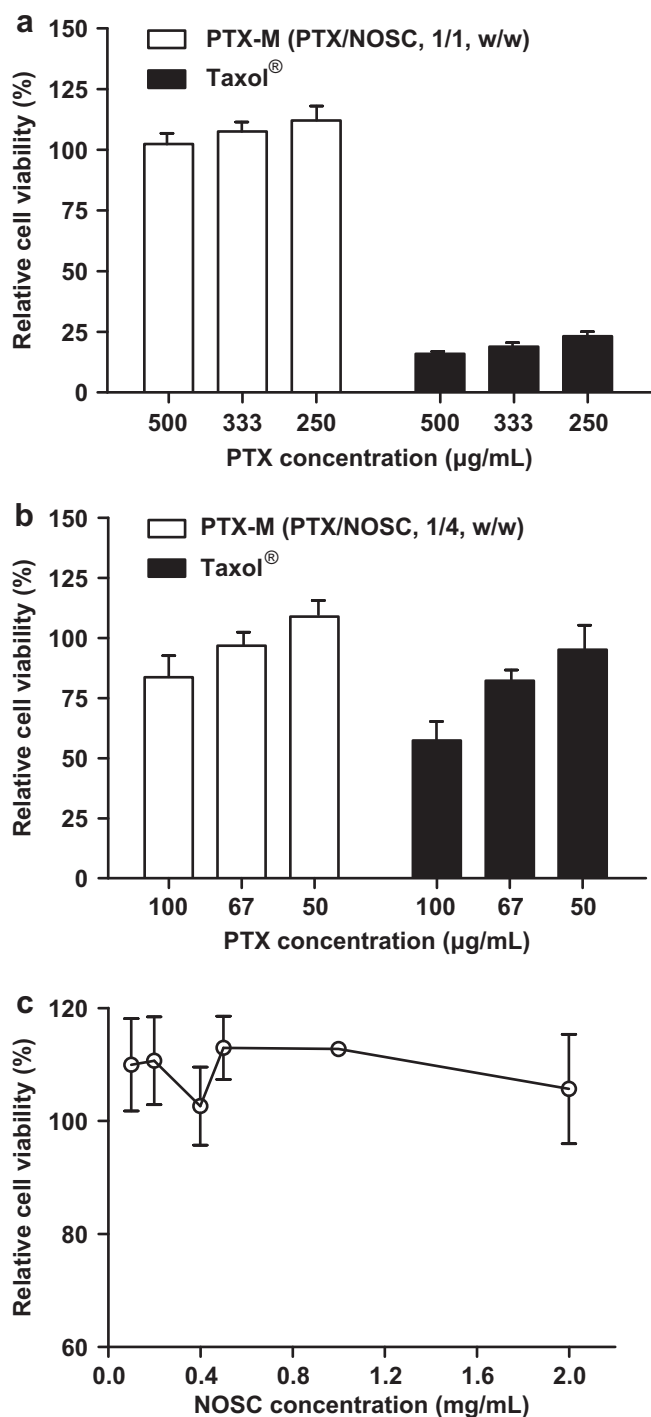 a
150
125
100
75
50
25
0
Relative cell viability (%)
PTX-M (PTX/NOSC, 1/1, w/w)
Taxol®
500 333 250 500 333 250
PTX concentration (µg/mL)
b
150
125
100
75
50
25
0
Relative cell viability (%)
PTX-M (PTX/NOSC, 1/4, w/w)
Taxol®
100 67 50 100 67 50
PTX concentration (µg/mL)
c
120
100
80
60
Relative cell viability (%)
0.0 0.4 0.8 1.2 1.6 2.0
NOSC concentration (mg/mL)